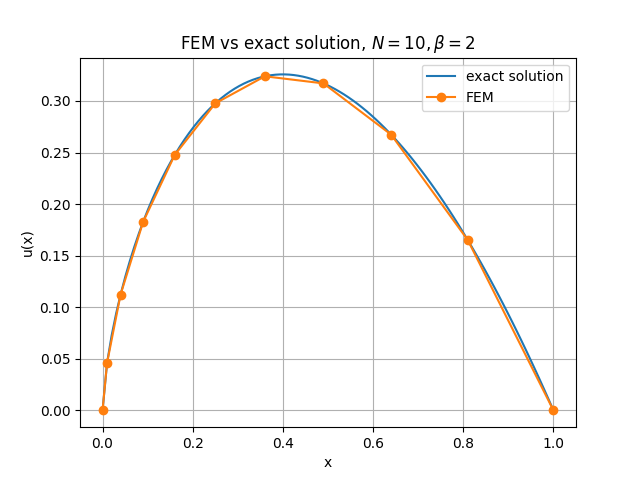 FEM vs exact solution, $N = 10, \beta = 2$
exact solution
FEM
u(x)
0.30
0.25
0.20
0.15
0.10
0.05
0.00
0.0 0.2 0.4 0.6 0.8 1.0
x